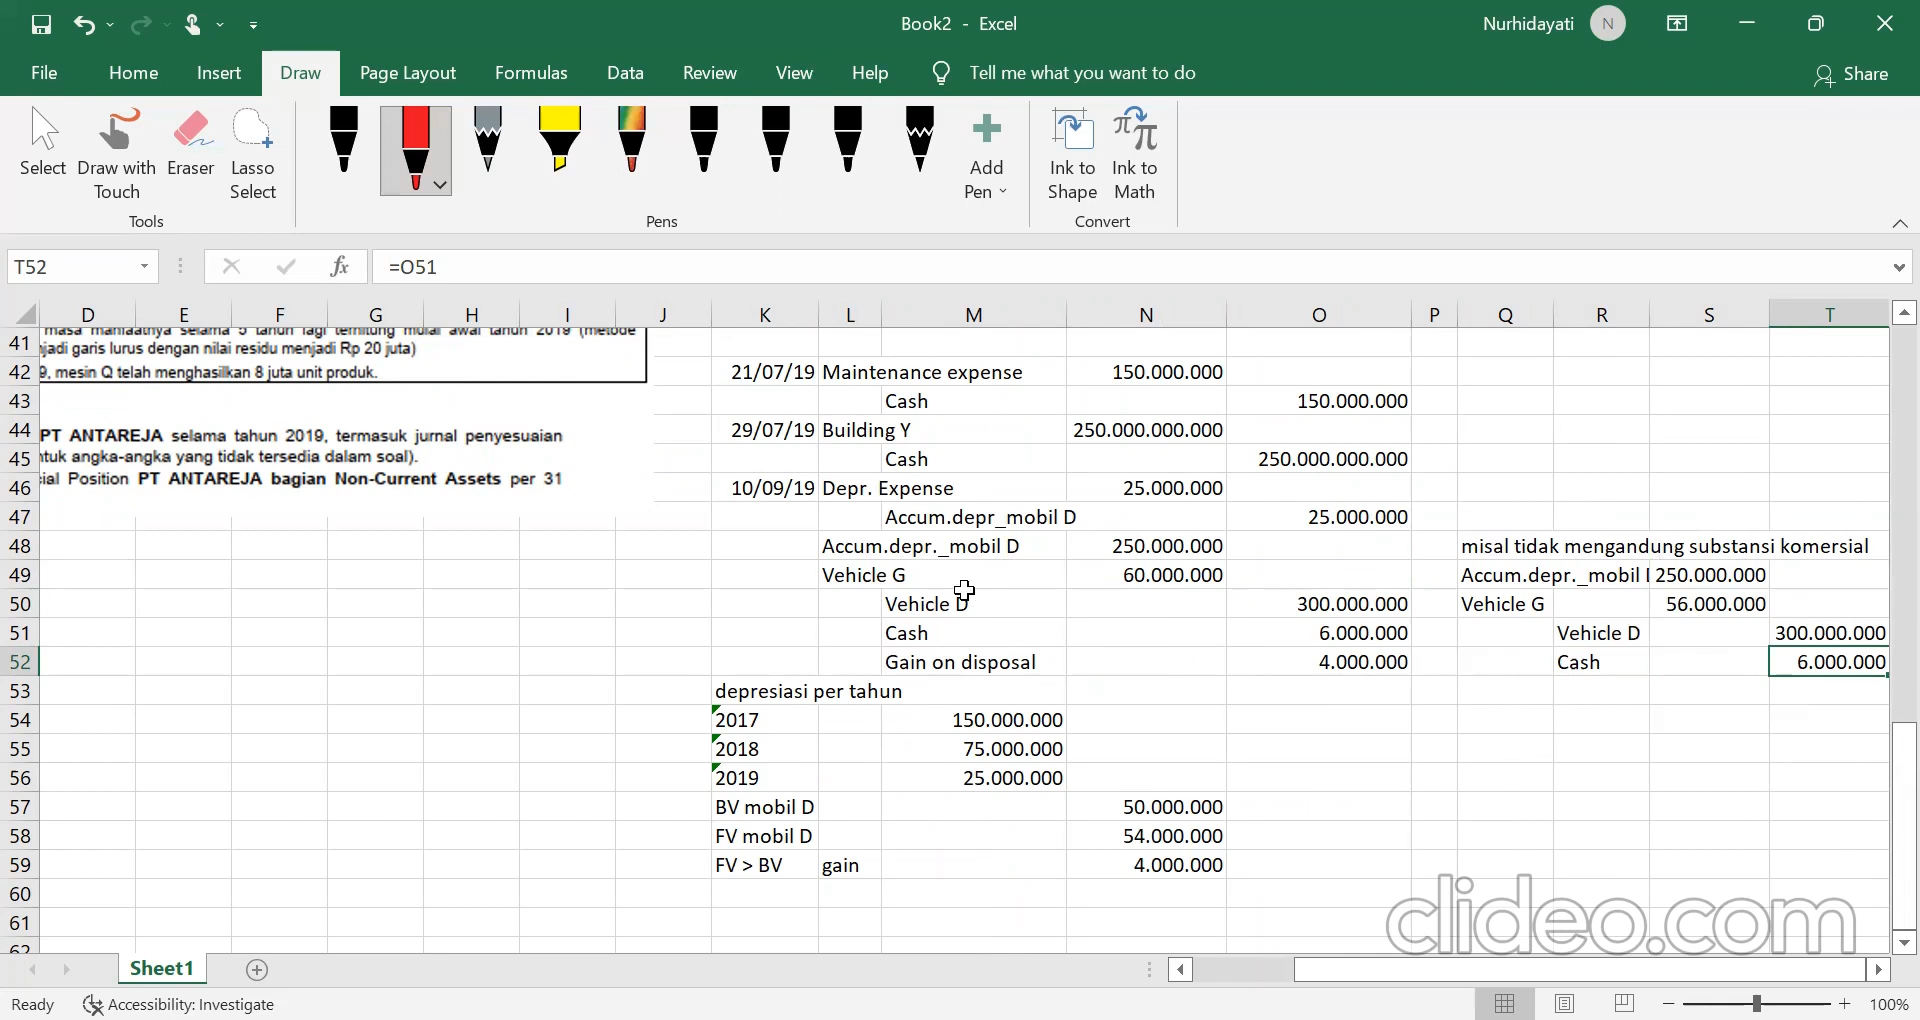 Book2 - Excel
Nurhidayati
N
File Home Insert Draw Page Layout Formulas Data Review View Help Tell me what you want to do Share
Select Draw with Touch Eraser Lasso Select Add Pen Ink to Shape Ink to Math
Tools Pens Convert
T52 fx =O51
D E F G H I J K L M N O P Q R S T
41 masa manfaatnya selama 5 tahun lagi terhitung mulai awal tahun 2019 (metode
jadi garis lurus dengan nilai residu menjadi Rp 20 juta)
42 9, mesin Q telah menghasilkan 8 juta unit produk. 21/07/19 Maintenance expense 150.000.000
43 Cash 150.000.000
44 PT ANTAREJA selama tahun 2019, termasuk jurnal penyesuaian 29/07/19 Building Y 250.000.000.000
45 tuk angka-angka yang tidak tersedia dalam soal). Cash 250.000.000.000
46 ial Position PT ANTAREJA bagian Non-Current Assets per 31 10/09/19 Depr. Expense 25.000.000
47 Accum.depr_mobil D 25.000.000
48 Accum.depr._mobil D 250.000.000 misal tidak mengandung substansi komersial
49 Vehicle G 60.000.000 Accum.depr._mobil 250.000.000
50 Vehicle D 300.000.000 Vehicle G 56.000.000
51 Cash 6.000.000 Vehicle D 300.000.000
52 Gain on disposal 4.000.000 Cash 6.000.000
53 depresiasi per tahun
54 2017 150.000.000
55 2018 75.000.000
56 2019 25.000.000
57 BV mobil D 50.000.000
58 FV mobil D 54.000.000
59 FV > BV gain 4.000.000
60
61
62
clideo.com
Sheet1
Ready Accessibility: Investigate 100%